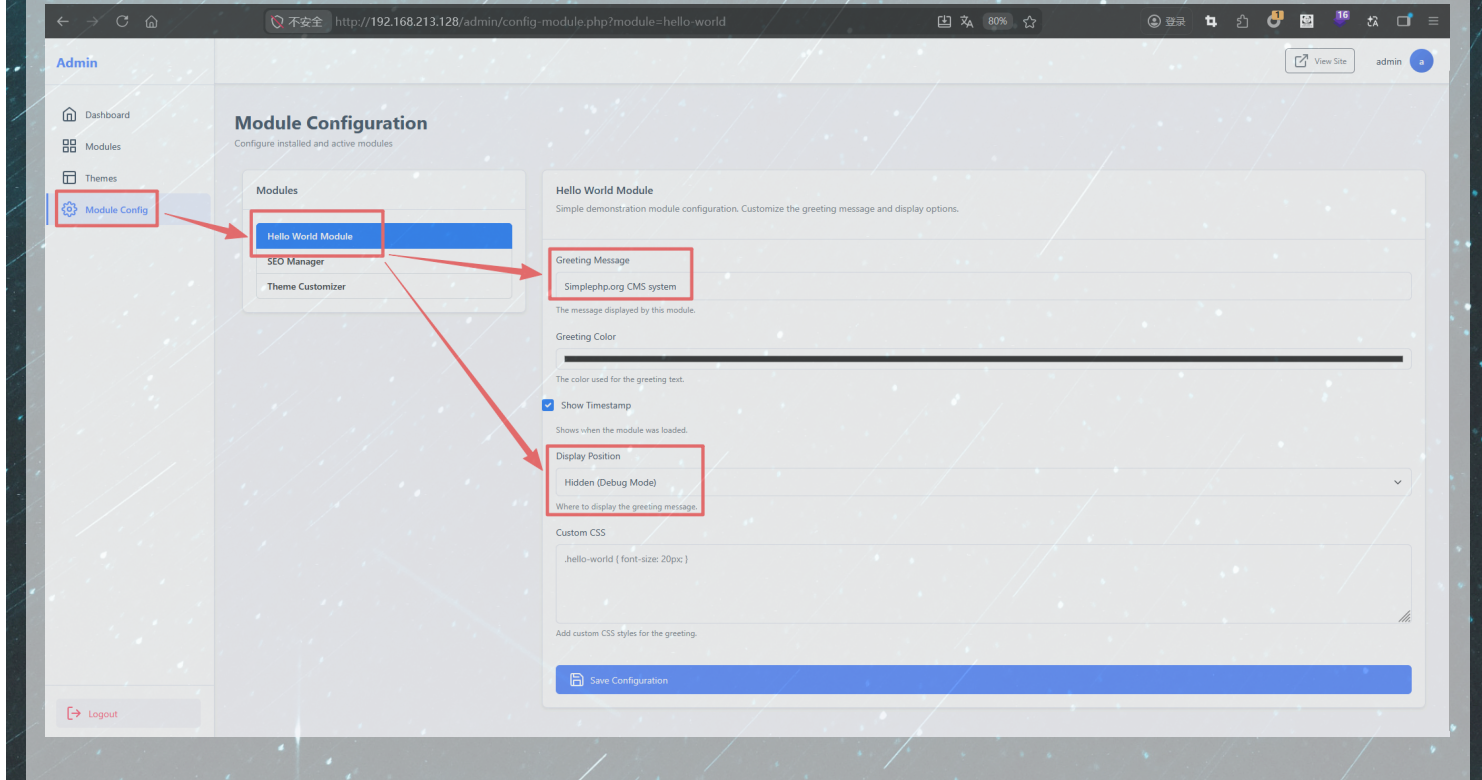 不安全 http://192.168.213.128/admin/config-module.php?module=hello-world 80% 登录 1 16
Admin
View Site admin a
Dashboard
Modules
Themes
Module Config
Logout
Module Configuration
Configure installed and active modules
Modules
Hello World Module
SEO Manager
Theme Customizer
Hello World Module
Simple demonstration module configuration. Customize the greeting message and display options.
Greeting Message
Simplephp.org CMS system
The message displayed by this module.
Greeting Color
The color used for the greeting text.
Show Timestamp
Shows when the module was loaded.
Display Position
Hidden (Debug Mode)
Where to display the greeting message.
Custom CSS
.hello-world { font-size: 20px; }
Add custom CSS styles for the greeting.
Save Configuration